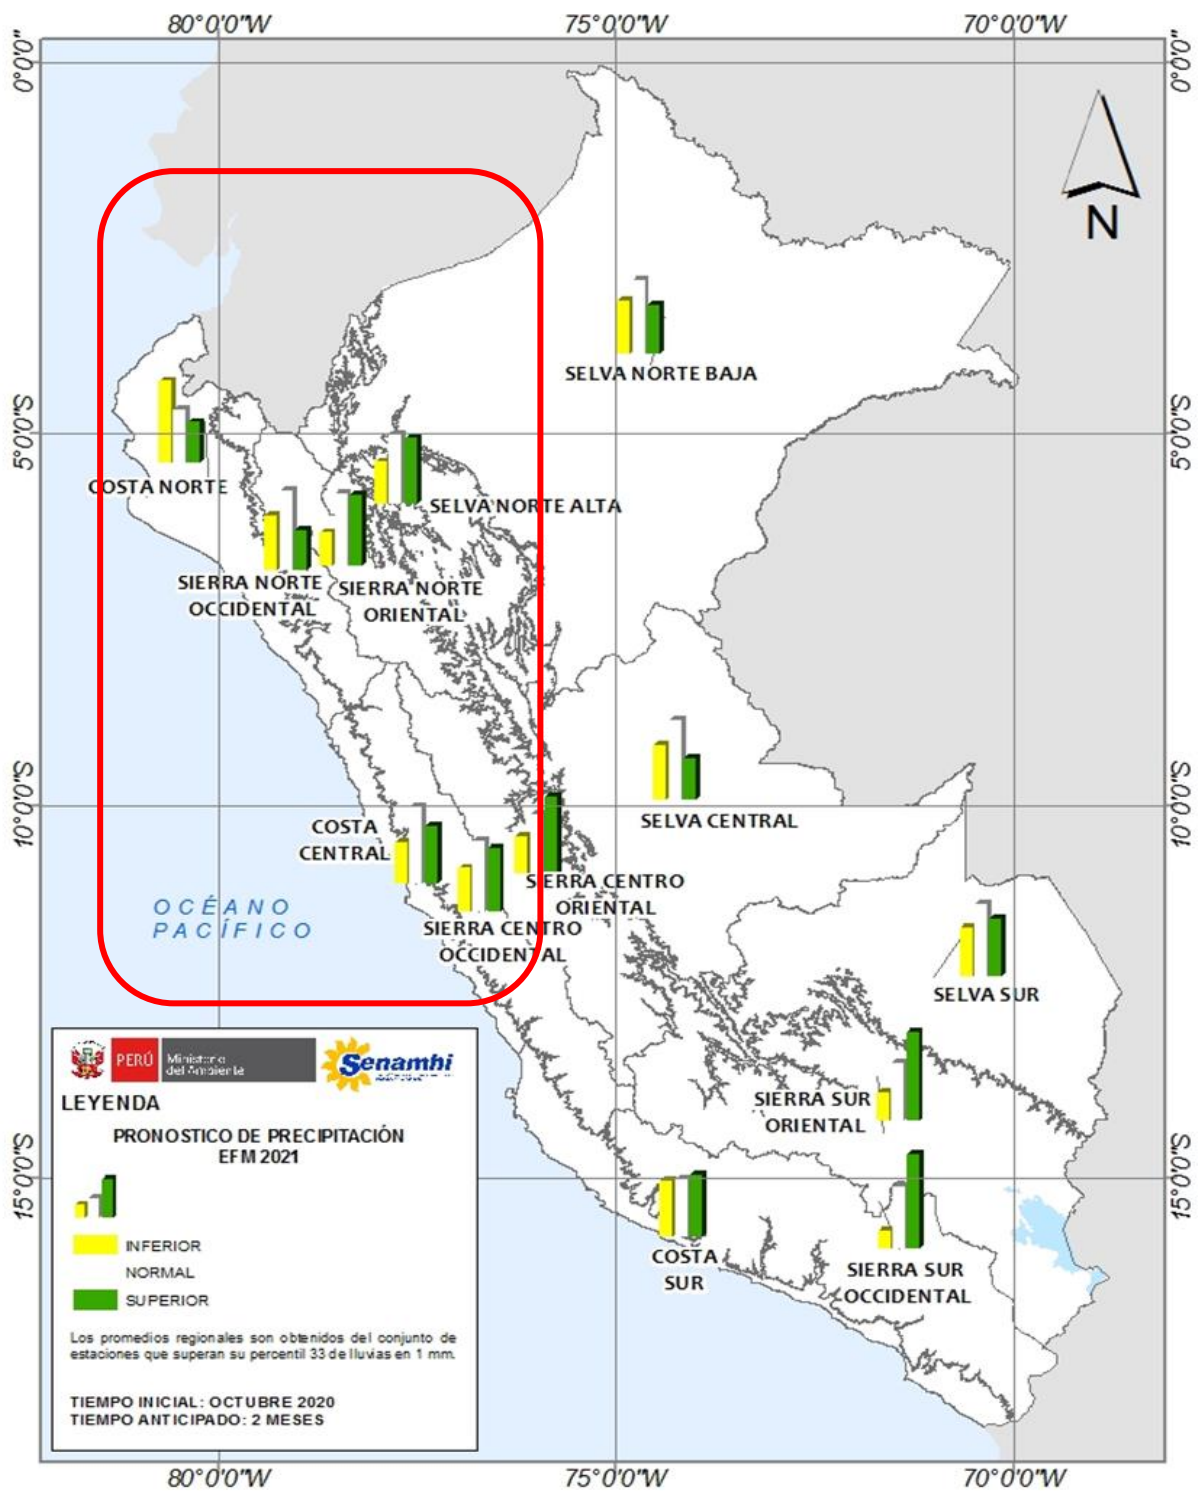 80°0'0"W 75°0'0"W 70°0'0"W
0°0'0" 0°0'0"
N
SELVA NORTE BAJA
5°0'0"S 5°0'0"S
COSTA NORTE
SELVA NORTE ALTA
SIERRA NORTE
OCCIDENTAL
SIERRA NORTE
ORIENTAL
10°0'0"S 10°0'0"S
COSTA
CENTRAL
SELVA CENTRAL
SIERRA CENTRO
ORIENTAL
SIERRA CENTRO
OCCIDENTAL
OCÉANO
PACÍFICO
SELVA SUR
SIERRA SUR
ORIENTAL
15°0'0"S 15°0'0"S
COSTA
SUR
SIERRA SUR
OCCIDENTAL
PERÚ
Ministerio
del Ambiente
Senamhi
LEYENDA
PRONOSTICO DE PRECIPITACIÓN
EFM 2021
INFERIOR
NORMAL
SUPERIOR
Los promedios regionales son obtenidos del conjunto de
estaciones que superan su percentil 33 de lluvias en 1 mm.
TIEMPO INICIAL: OCTUBRE 2020
TIEMPO ANTICIPADO: 2 MESES
80°0'0"W 75°0'0"W 70°0'0"W